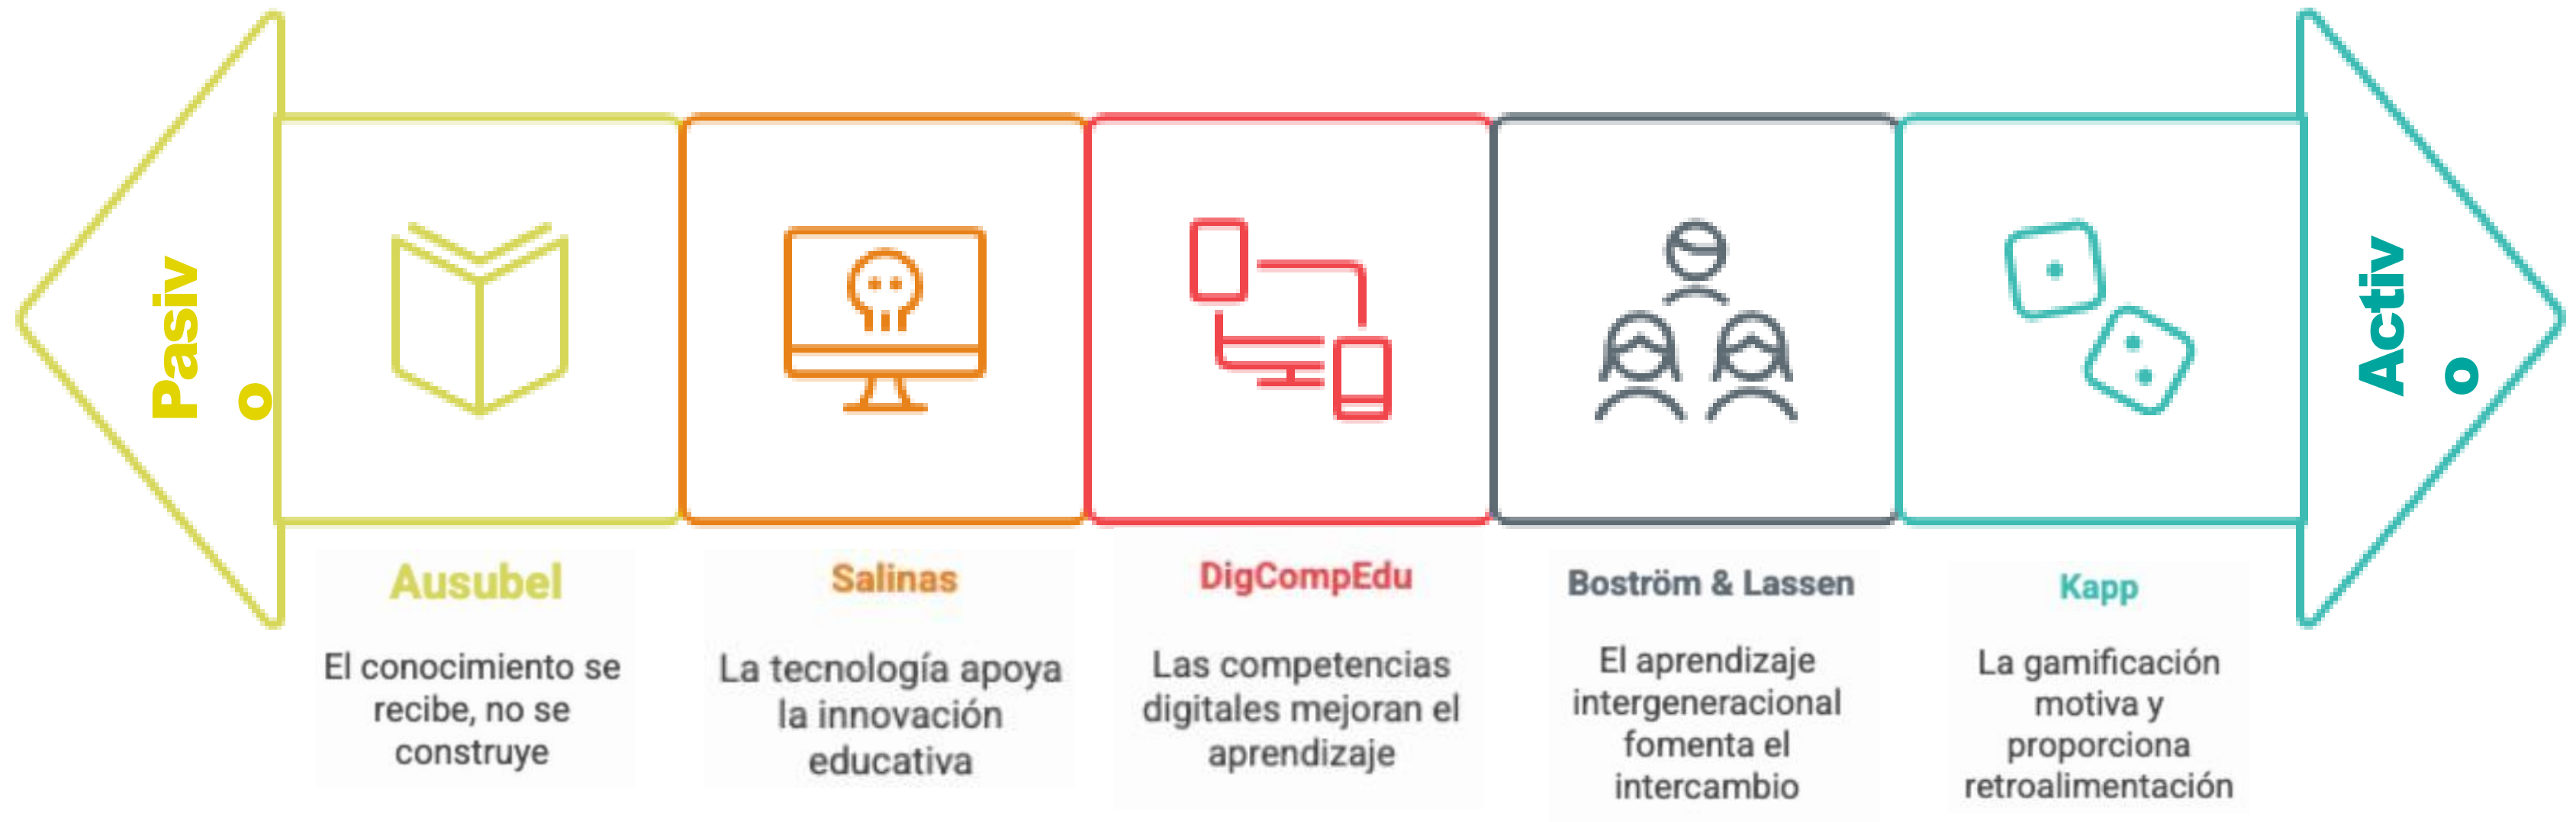 Pasiv
o
Activ
o
Ausubel
El conocimiento se
recibe, no se
construye
Salinas
La tecnología apoya
la innovación
educativa
DigCompEdu
Las competencias
digitales mejoran el
aprendizaje
Boström & Lassen
El aprendizaje
intergeneracional
fomenta el
intercambio
Kapp
La gamificación
motiva y
proporciona
retroalimentación